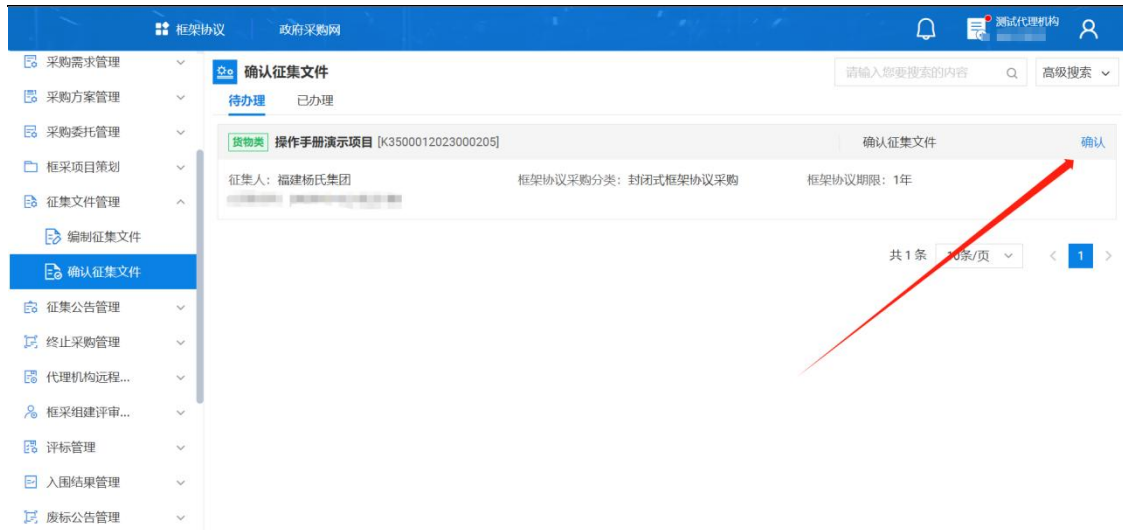 框架协议 政府采购网 测试代理机构
采购需求管理
采购方案管理
采购委托管理
框采项目策划
征集文件管理
编制征集文件
确认征集文件
征集公告管理
终止采购管理
代理机构远程...
框采组建评审...
评标管理
入围结果管理
废标公告管理
确认征集文件 请输入您要搜索的内容 高级搜索
待办理 已办理
货物类 操作手册演示项目 [K3500012023000205] 确认征集文件 确认
征集人：福建杨氏集团 框架协议采购分类：封闭式框架协议采购 框架协议期限：1年
共 1 条 10条/页 < 1 >